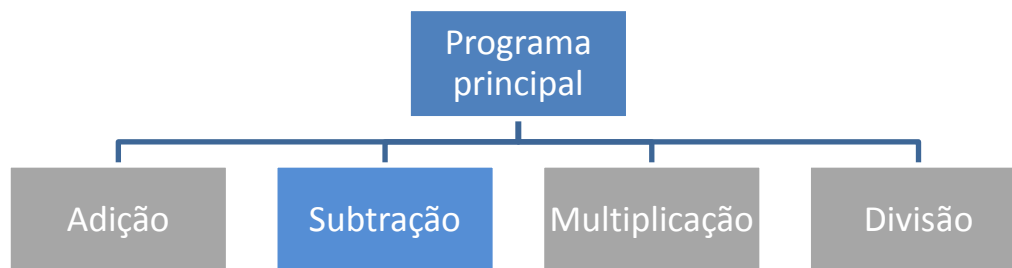 Programa
principal
Adição
Subtração
Multiplicação
Divisão